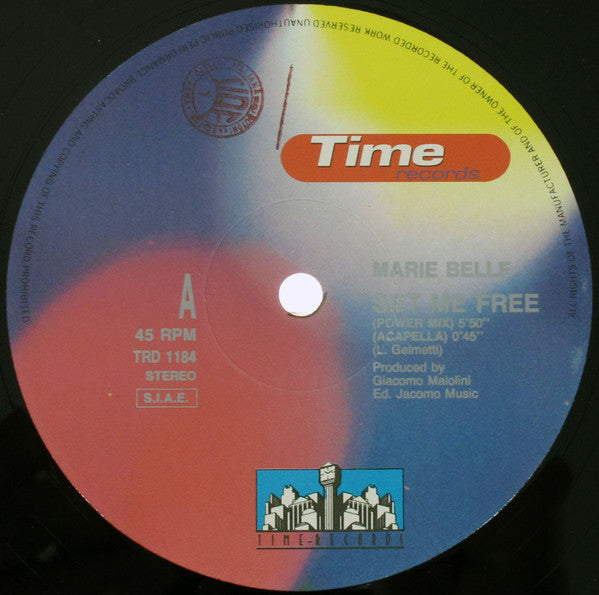 ALL RIGHTS OF THE MANUFACTURER AND OF THE OWNER OF THE RECORDED WORK RESERVED UNAUTHORISED PUBLIC PERFORMANCE BROADCASTING AND COPYING OF THIS RECORD PROHIBITED
Time
records
MARIE BELLE
SET ME FREE
(POWER MIX) 5'50"
(ACAPELLA) 0'45"
(L. Gelmetti)
Produced by
Giacomo Maiolini
Ed. Jacomo Music
A
45 RPM
TRD 1184
STEREO
S.I.A.E.
TIME-RECORDS